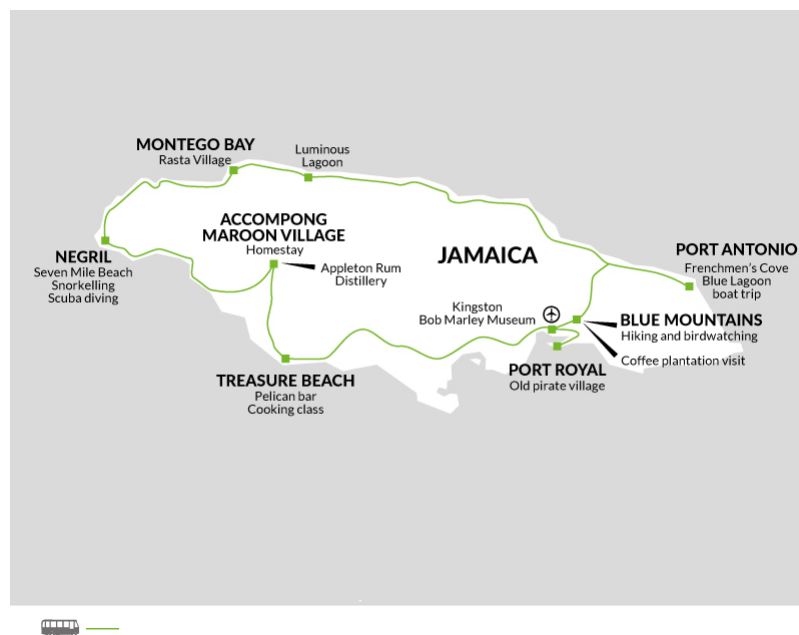 MONTEGO BAY
Rasta Village
Luminous
Lagoon
ACCOMPONG
MAROON VILLAGE
Homestay
Appleton Rum
Distillery
JAMAICA
NEGRIL
Seven Mile Beach
Snorkelling
Scuba diving
PORT ANTONIO
Frenchmen's Cove
Blue Lagoon
boat trip
Kingston
Bob Marley Museum
BLUE MOUNTAINS
Hiking and birdwatching
Coffee plantation visit
PORT ROYAL
Old pirate village
TREASURE BEACH
Pelican bar
Cooking class